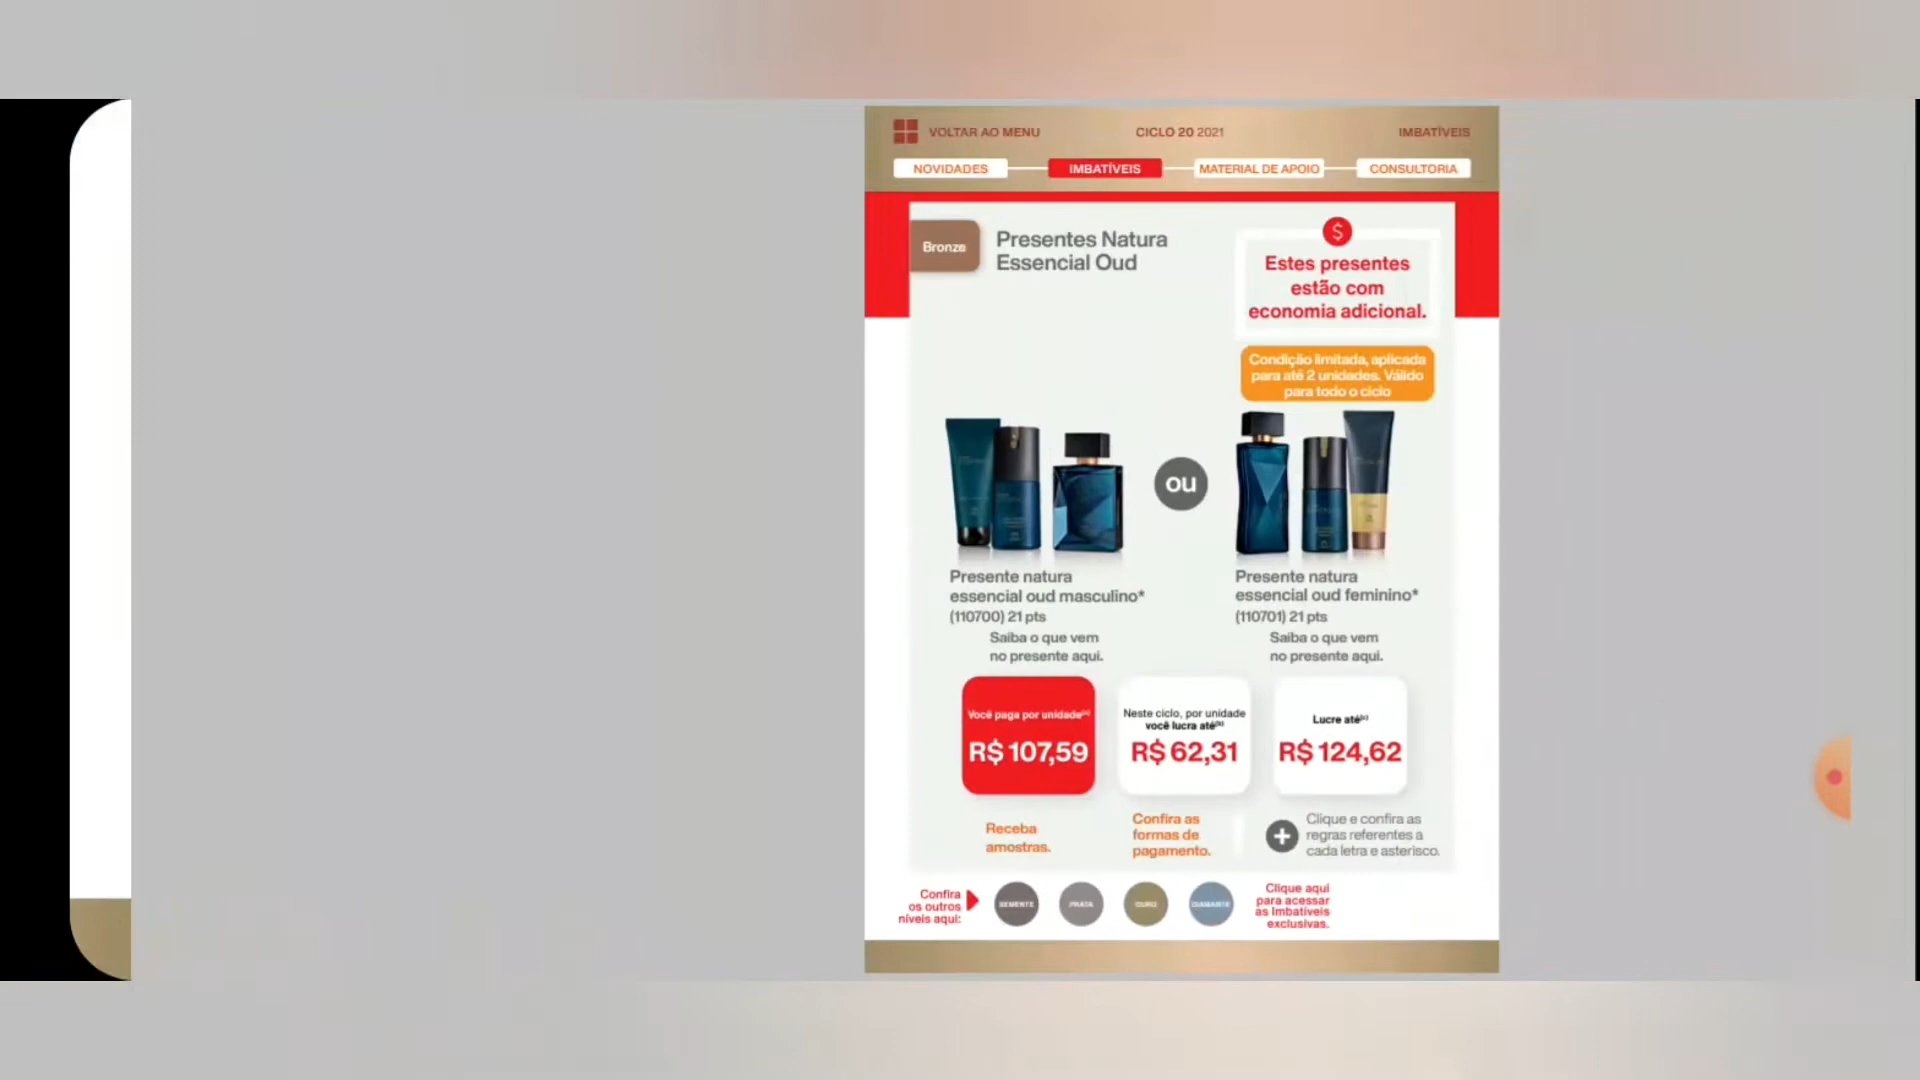 VOLTAR AO MENU
CICLO 20 2021
IMBATÍVEIS
NOVIDADES
IMBATÍVEIS
MATERIAL DE APOIO
CONSULTORIA
Bronze
Presentes Natura
Essencial Oud
$
Estes presentes
estão com
economia adicional.
Condição limitada, aplicada
para até 2 unidades. Válido
para todo o ciclo
ou
Presente natura
essencial oud masculino*
(110700) 21 pts
Saiba o que vem
no presente aqui.
Presente natura
essencial oud feminino*
(110701) 21 pts
Saiba o que vem
no presente aqui.
Você paga por unidade(a)
R$ 107,59
Neste ciclo, por unidade
você lucra até(b)
R$ 62,31
Lucre até(c)
R$ 124,62
Receba
amostras.
Confira as
formas de
pagamento.
+
Clique e confira as
regras referentes a
cada letra e asterisco.
Confira
os outros
níveis aqui:
SEMENTE
PRATA
OURO
DIAMANTE
Clique aqui
para acessar
as Imbatíveis
exclusivas.